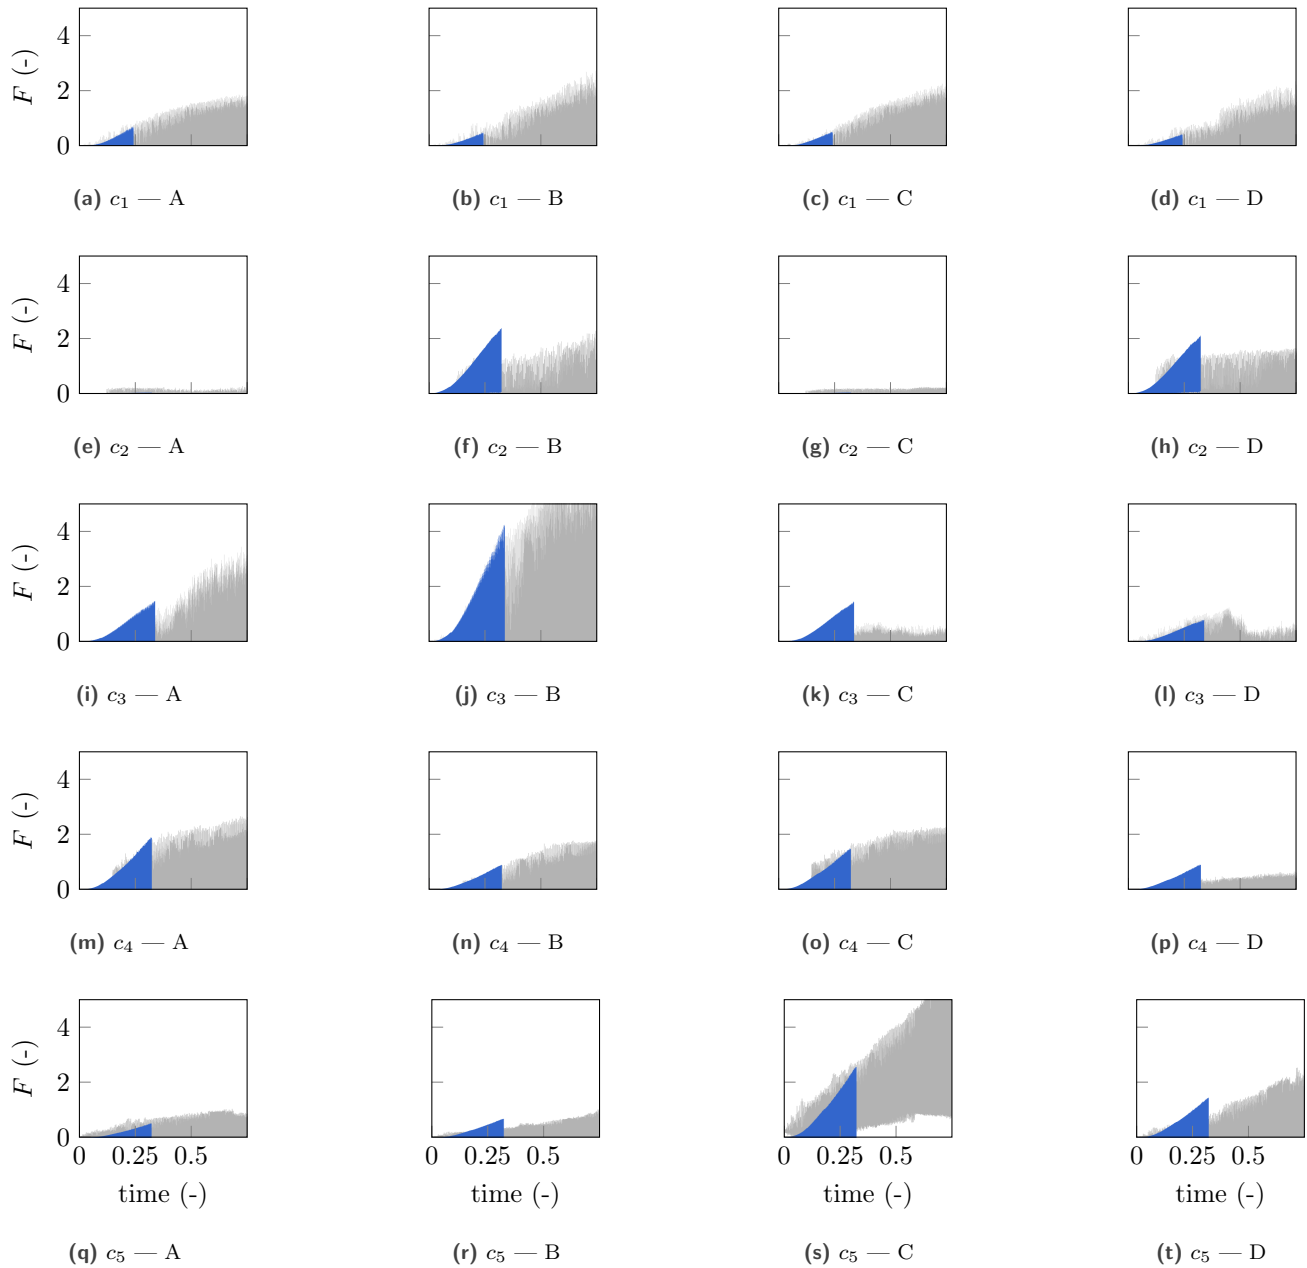 4
2
0
F (-)
(a) c₁ — A
(b) c₁ — B
(c) c₁ — C
(d) c₁ — D
4
2
0
F (-)
(e) c₂ — A
(f) c₂ — B
(g) c₂ — C
(h) c₂ — D
4
2
0
F (-)
(i) c₃ — A
(j) c₃ — B
(k) c₃ — C
(l) c₃ — D
4
2
0
F (-)
(m) c₄ — A
(n) c₄ — B
(o) c₄ — C
(p) c₄ — D
4
2
0
F (-)
0 0.25 0.5
0 0.25 0.5
0 0.25 0.5
0 0.25 0.5
time (-)
time (-)
time (-)
time (-)
(q) c₅ — A
(r) c₅ — B
(s) c₅ — C
(t) c₅ — D